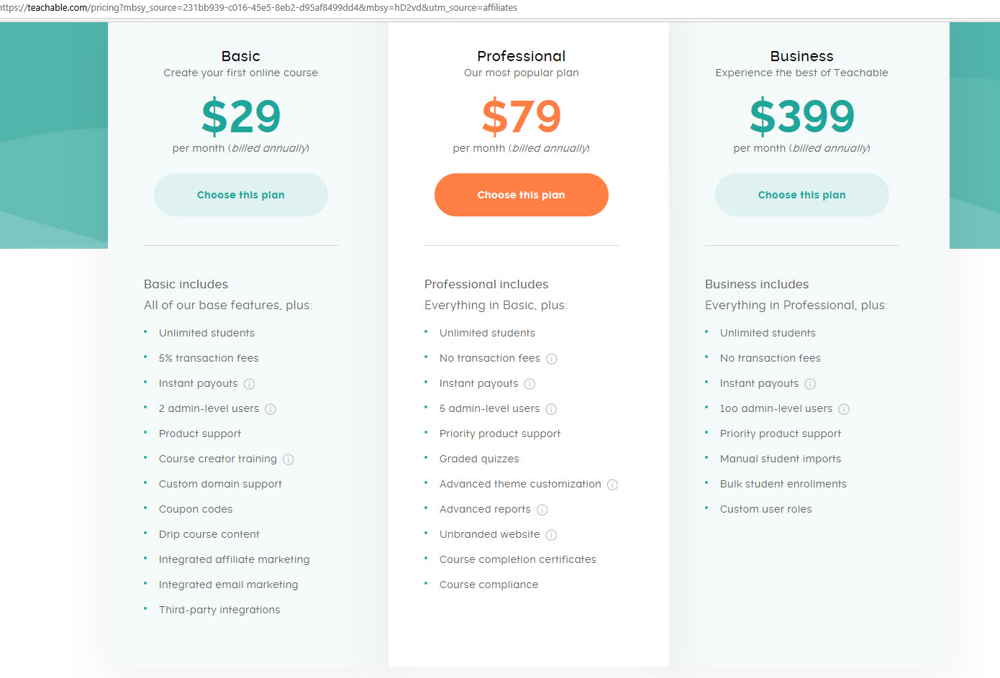 https://teachable.com/pricing?mbsy_source=231bb939-c016-45e5-8eb2-d95af8499dd4&mbsy=hD2vd&utm_source=affiliates
Basic
Create your first online course
$29
per month (billed annually)
Choose this plan
Basic includes
All of our base features, plus:
Unlimited students
5% transaction fees
Instant payouts
2 admin-level users
Product support
Course creator training
Custom domain support
Coupon codes
Drip course content
Integrated affiliate marketing
Integrated email marketing
Third-party integrations
Professional
Our most popular plan
$79
per month (billed annually)
Choose this plan
Professional includes
Everything in Basic, plus:
Unlimited students
No transaction fees
Instant payouts
5 admin-level users
Priority product support
Graded quizzes
Advanced theme customization
Advanced reports
Unbranded website
Course completion certificates
Course compliance
Business
Experience the best of Teachable
$399
per month (billed annually)
Choose this plan
Business includes
Everything in Professional, plus:
Unlimited students
No transaction fees
Instant payouts
100 admin-level users
Priority product support
Manual student imports
Bulk student enrollments
Custom user roles